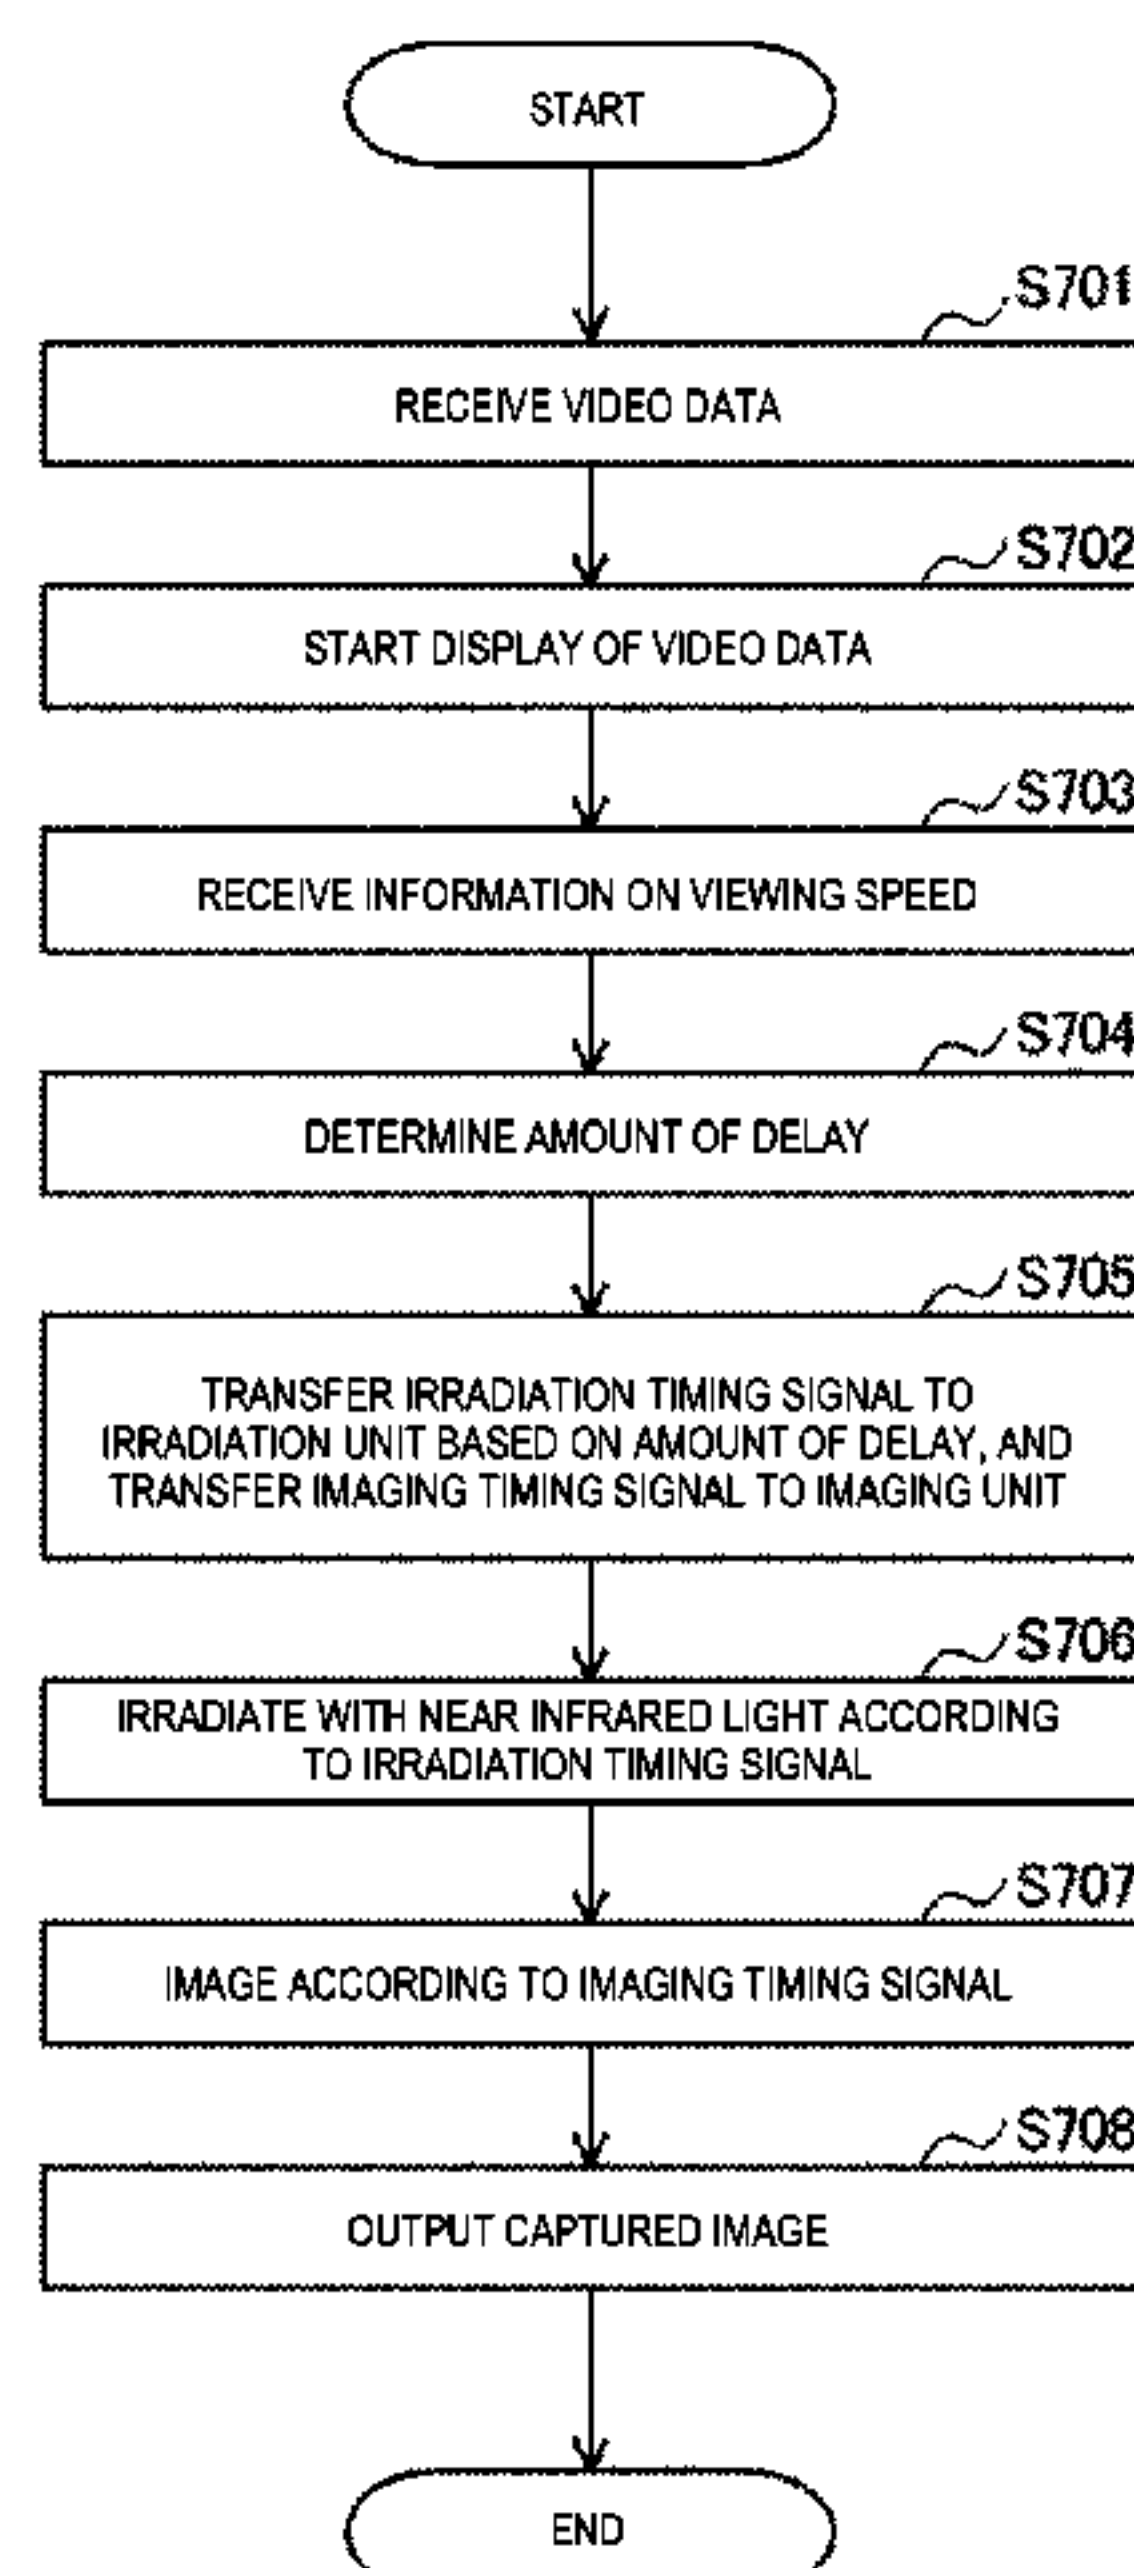 START
S701
RECEIVE VIDEO DATA
S702
START DISPLAY OF VIDEO DATA
S703
RECEIVE INFORMATION ON VIEWING SPEED
S704
DETERMINE AMOUNT OF DELAY
S705
TRANSFER IRRADIATION TIMING SIGNAL TO
IRRADIATION UNIT BASED ON AMOUNT OF DELAY, AND
TRANSFER IMAGING TIMING SIGNAL TO IMAGING UNIT
S706
IRRADIATE WITH NEAR INFRARED LIGHT ACCORDING
TO IRRADIATION TIMING SIGNAL
S707
IMAGE ACCORDING TO IMAGING TIMING SIGNAL
S708
OUTPUT CAPTURED IMAGE
END